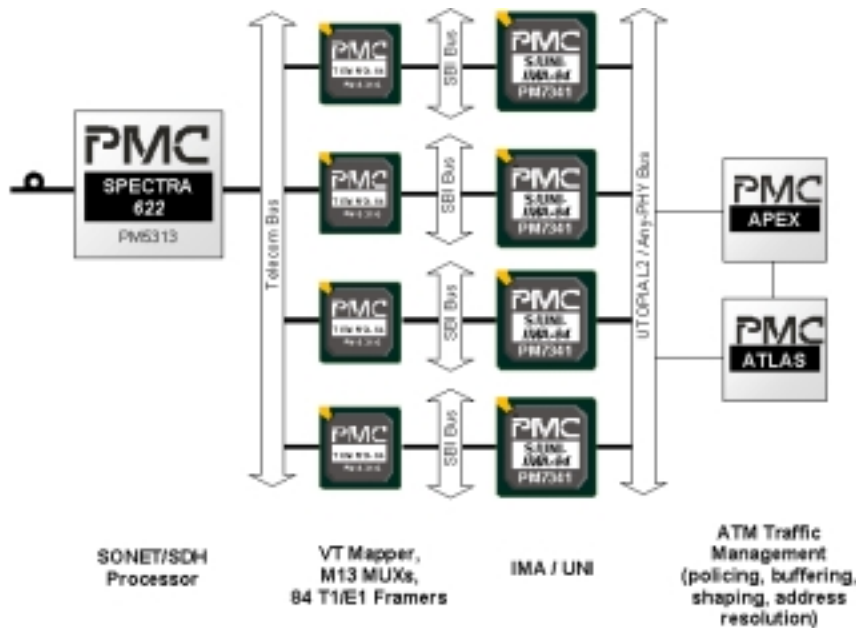 PMC
SPECTRA
622
PM5313
Telecom Bus
PMC
PMC
PMC
PMC
SBI Bus
SBI Bus
SBI Bus
SBI Bus
PMC
S/UNI-
IMA-84
PM7341
PMC
S/UNI-
IMA-84
PM7341
PMC
S/UNI-
IMA-84
PM7341
PMC
S/UNI-
IMA-84
PM7341
UTOPIA L2 / Any-PHY Bus
PMC
APEX
PMC
ATLAS
SONET/SDH
Processor
VT Mapper,
M13 MUXs,
84 T1/E1 Framers
IMA / UNI
ATM Traffic
Management
(policing, buffering,
shaping, address
resolution)